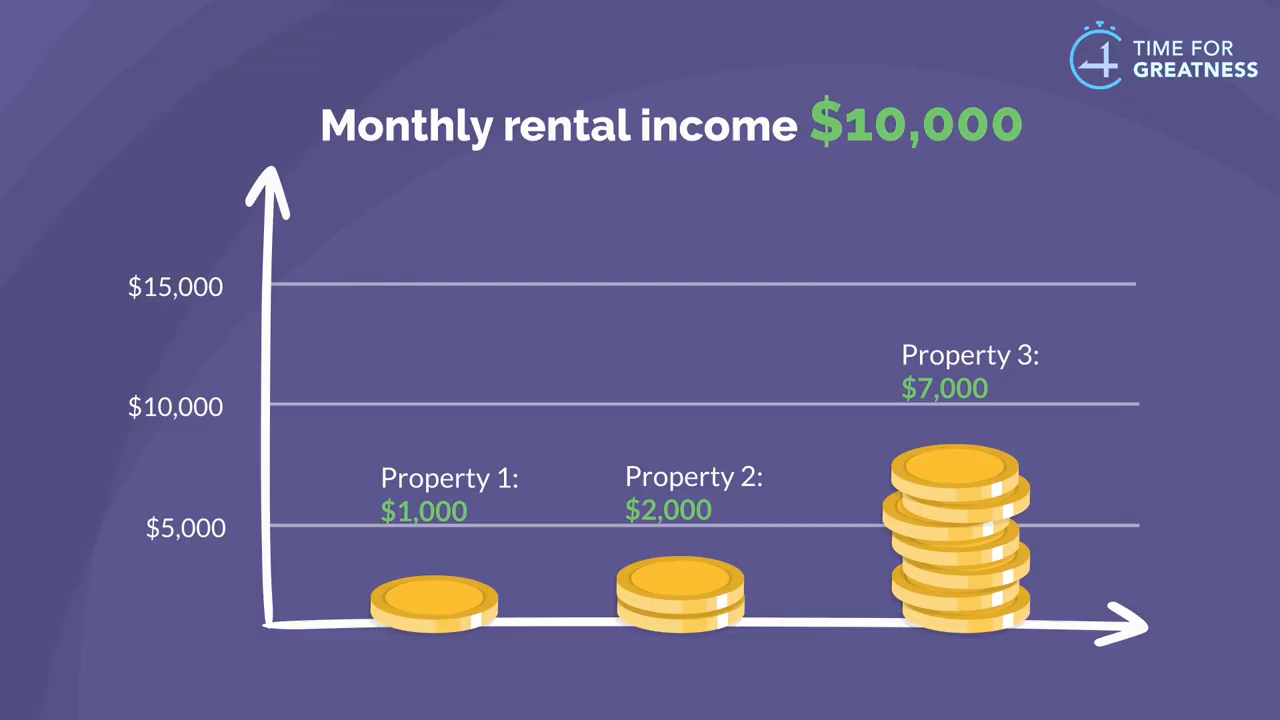 TIME FOR
GREATNESS
Monthly rental income $10,000
$15,000
Property 3:
$7,000
$10,000
Property 1:
$1,000
Property 2:
$2,000
$5,000